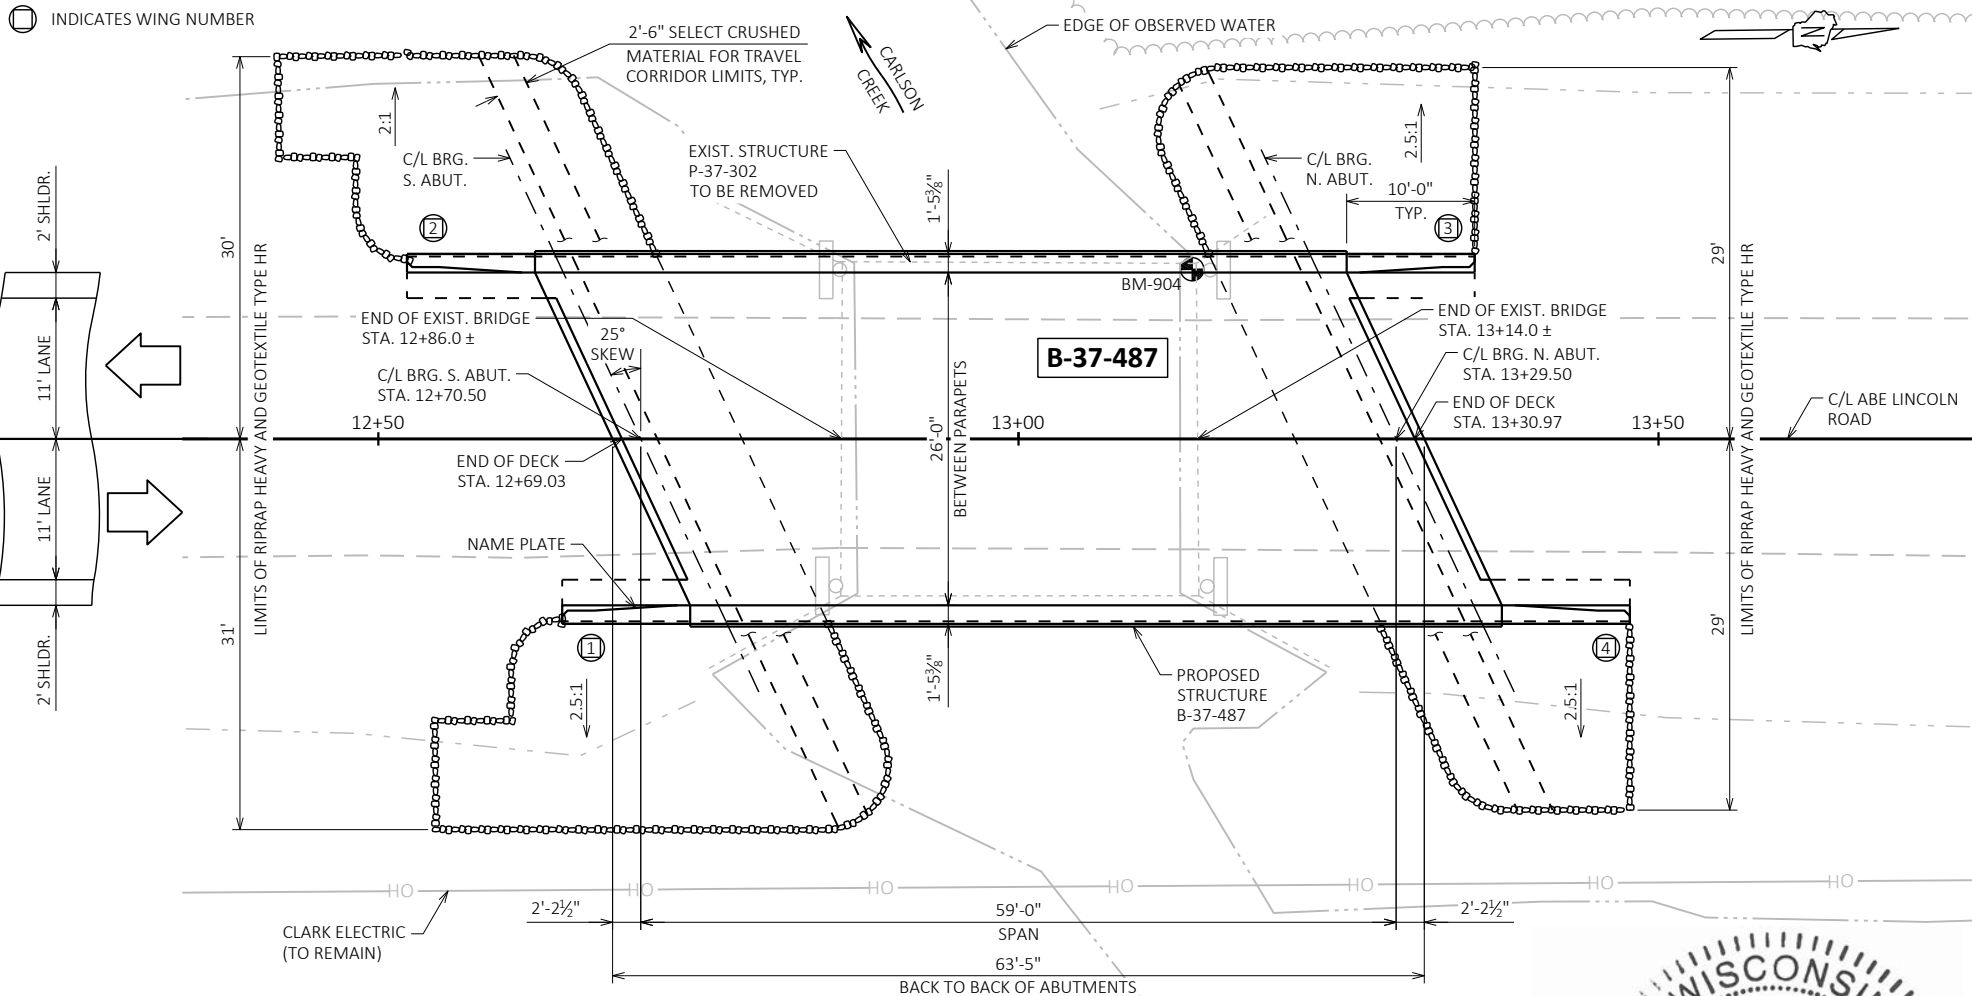 INDICATES WING NUMBER
2'-6" SELECT CRUSHED
MATERIAL FOR TRAVEL
CORRIDOR LIMITS, TYP.
CARLSON
CREEK
EDGE OF OBSERVED WATER
N
2:1
C/L BRG.
S. ABUT.
EXIST. STRUCTURE
P-37-302
TO BE REMOVED
1'-5⅜"
C/L BRG.
N. ABUT.
2.5:1
10'-0"
TYP.
2' SHLDR.
30'
LIMITS OF RIPRAP HEAVY AND GEOTEXTILE TYPE HR
2
3
29'
LIMITS OF RIPRAP HEAVY AND GEOTEXTILE TYPE HR
BM-904
END OF EXIST. BRIDGE
STA. 12+86.0 ±
25°
SKEW
B-37-487
END OF EXIST. BRIDGE
STA. 13+14.0 ±
C/L BRG. S. ABUT.
STA. 12+70.50
C/L BRG. N. ABUT.
STA. 13+29.50
END OF DECK
STA. 13+30.97
C/L ABE LINCOLN
ROAD
11' LANE
12+50
13+00
13+50
26'-0"
BETWEEN PARAPETS
END OF DECK
STA. 12+69.03
11' LANE
NAME PLATE
31'
29'
2' SHLDR.
1
4
2.5:1
1'-5⅜"
PROPOSED
STRUCTURE
B-37-487
2.5:1
HO HO HO HO HO HO HO
CLARK ELECTRIC
(TO REMAIN)
2'-2½"
59'-0"
SPAN
2'-2½"
63'-5"
BACK TO BACK OF ABUTMENTS
WISCONSI